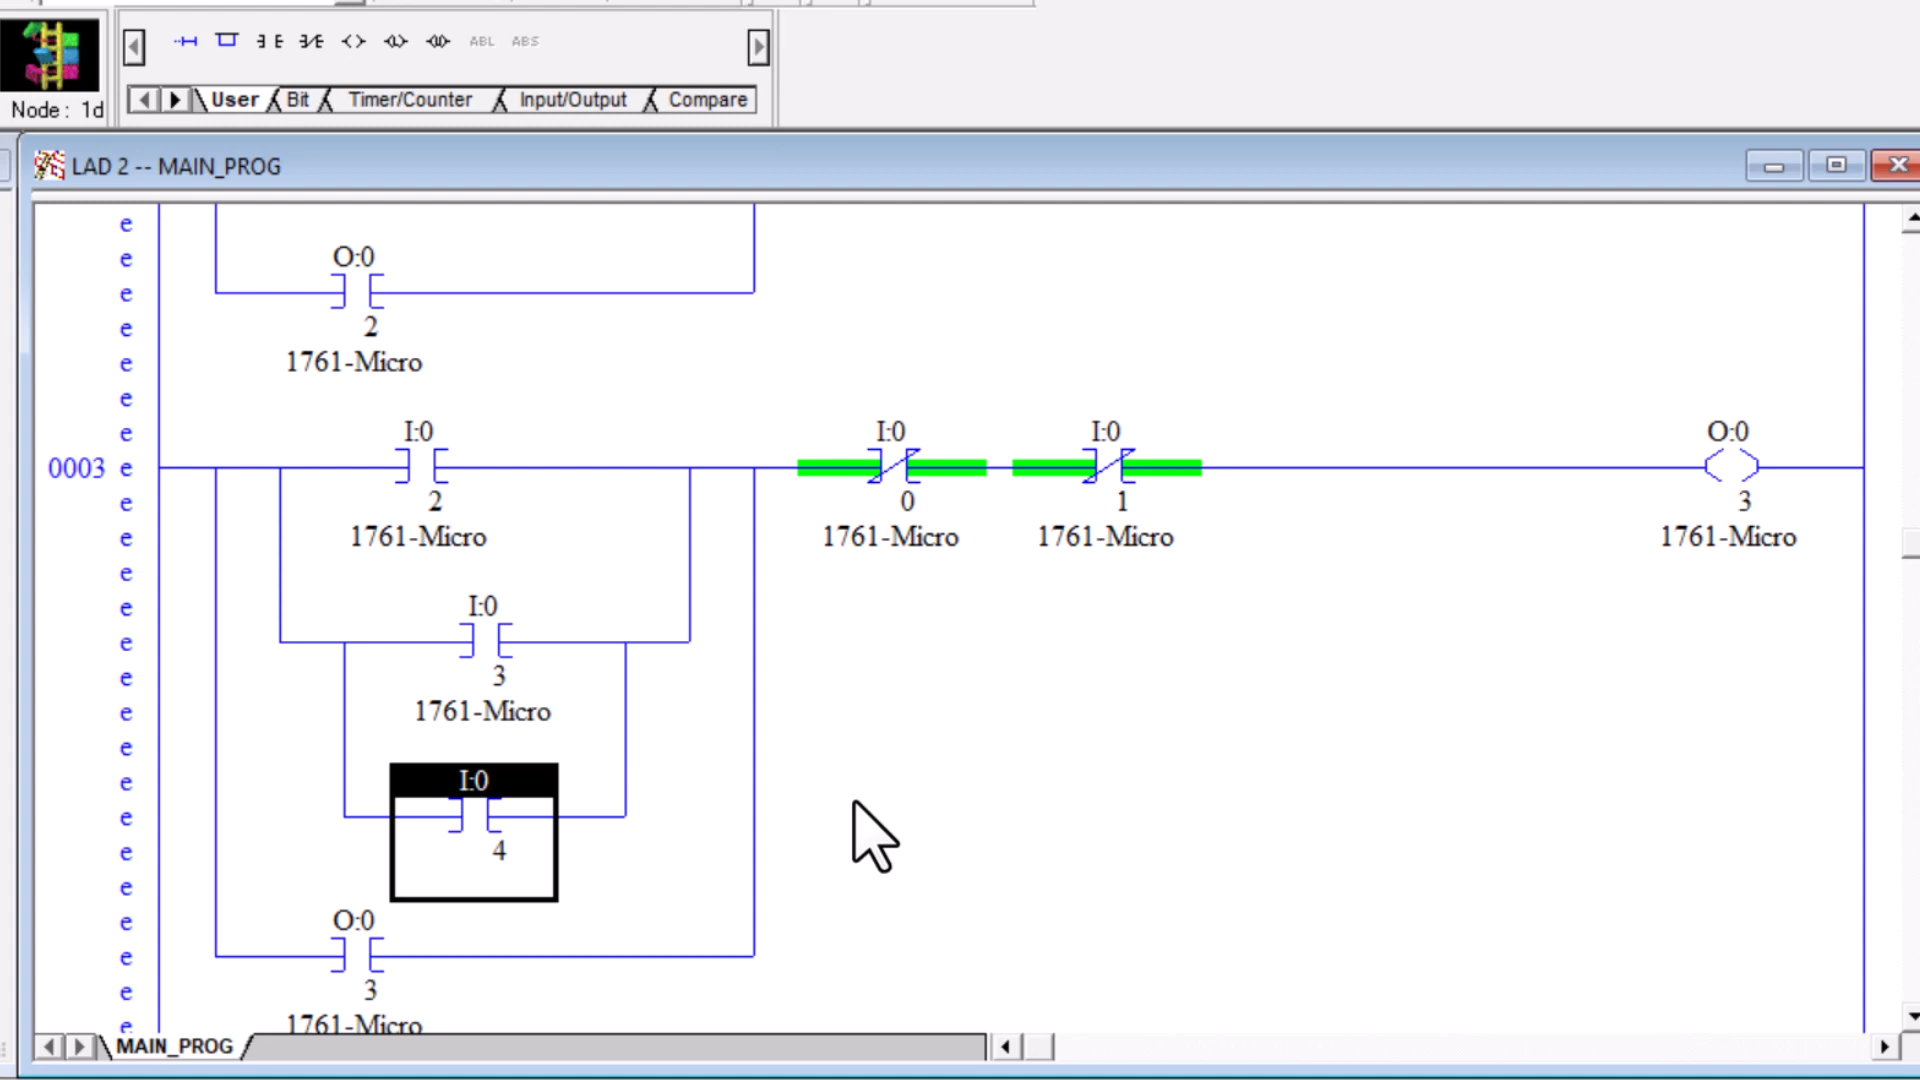 ABL ABS
Node : 1d
User Bit Timer/Counter Input/Output Compare
LAD 2 -- MAIN_PROG
e
e
O:0
e
e
2
e
1761-Micro
e
e
I:0 I:0 I:0 O:0
0003 e
e
2 0 1 3
e
1761-Micro 1761-Micro 1761-Micro 1761-Micro
e
e
I:0
e
e
3
e
1761-Micro
e
e
I:0
e
e
4
e
e
O:0
e
e
3
e
1761-Micro
MAIN_PROG